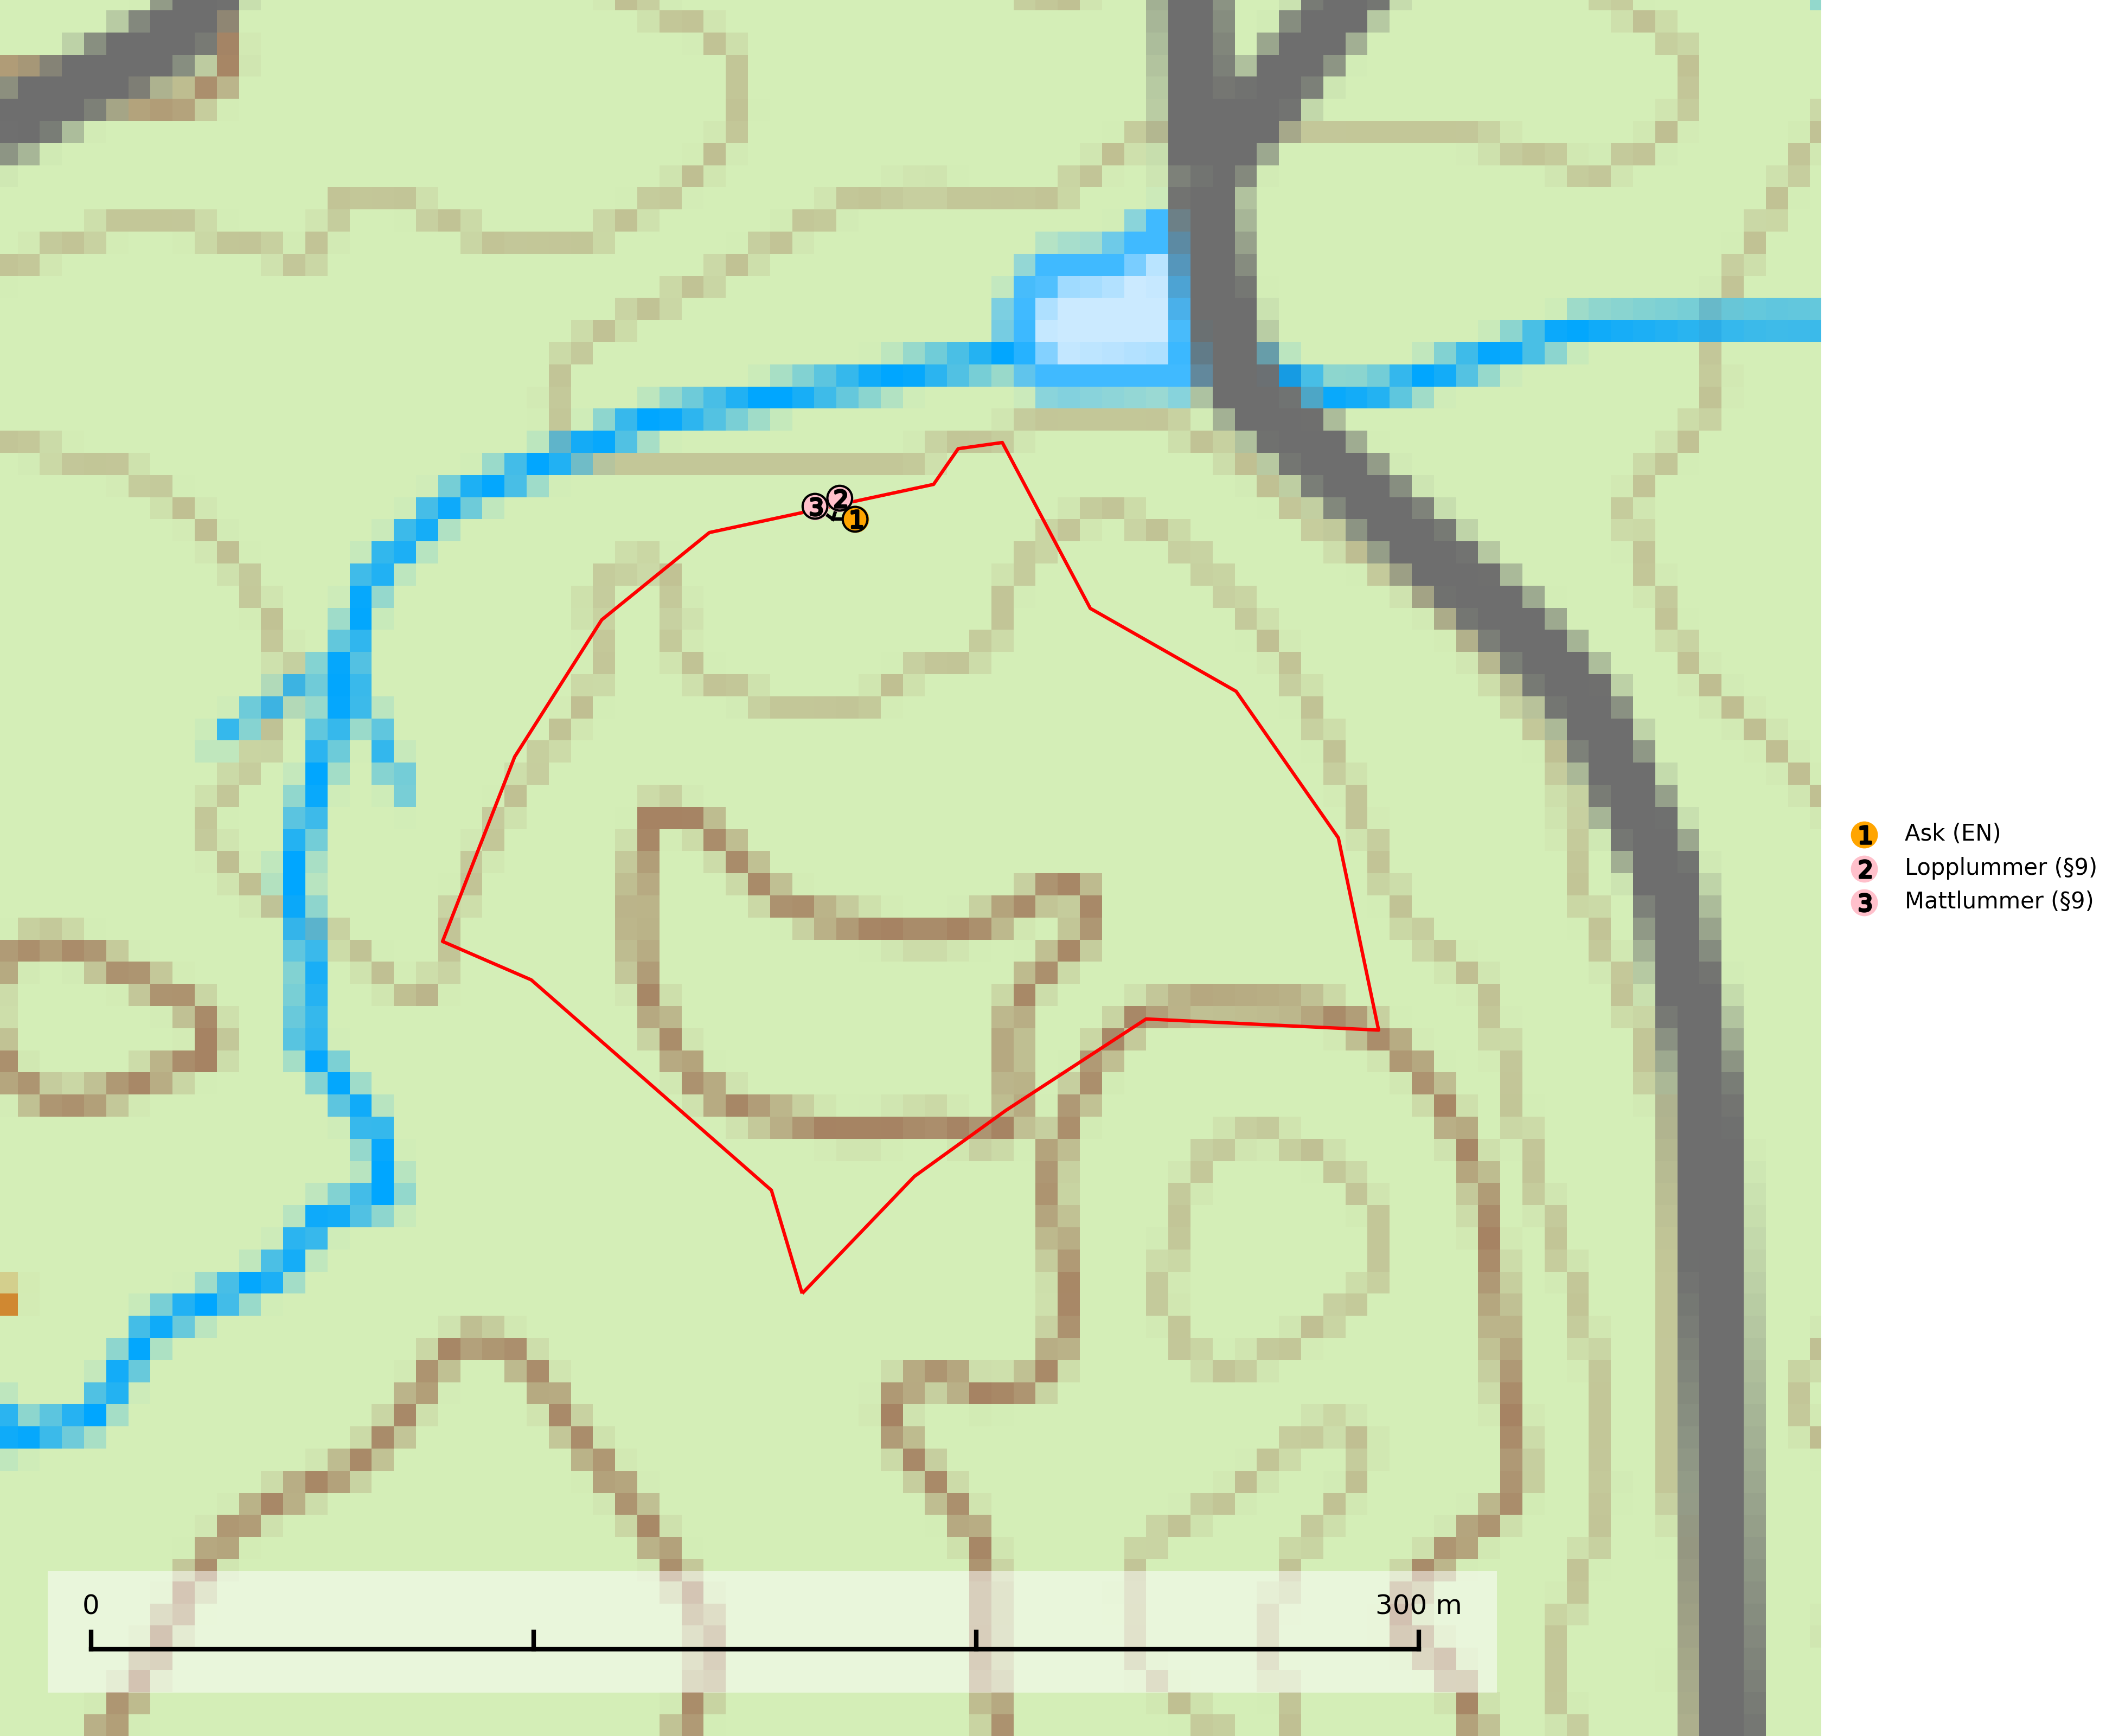 3 2
1
1 Ask (EN)
2 Lopplummer (§9)
3 Mattlummer (§9)
0 300 m